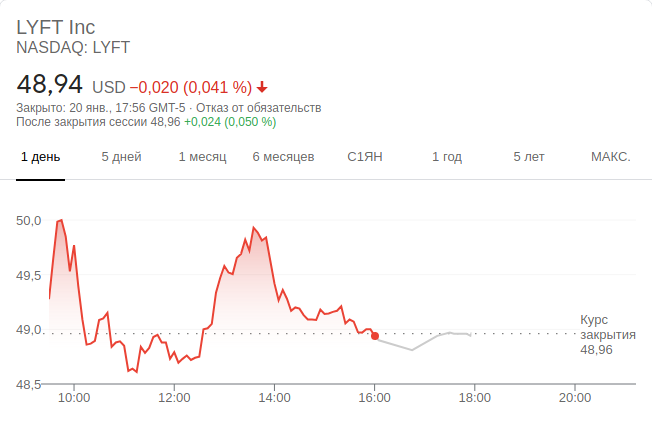 LYFT Inc
NASDAQ: LYFT
48,94 USD −0,020 (0,041 %)
Закрыто: 20 янв., 17:56 GMT-5 · Отказ от обязательств
После закрытия сессии 48,96 +0,024 (0,050 %)
1 день 5 дней 1 месяц 6 месяцев С1ЯН 1 год 5 лет МАКС.
50,0
49,5
49,0
48,5
Курс
закрытия
48,96
10:00 12:00 14:00 16:00 18:00 20:00